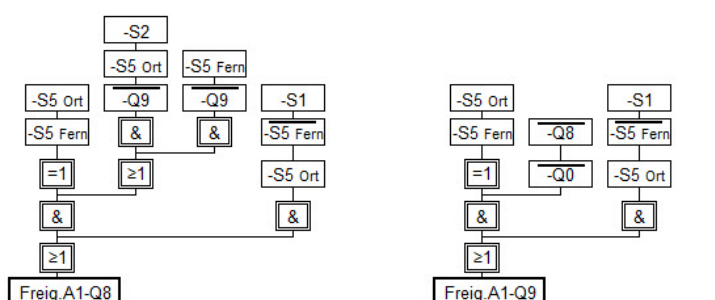 -S2
-S5 Ort
-S5 Fern
-S5 Ort
-Q9
-Q9
-S1
-S5 Ort
-S1
-S5 Fern
&
&
-S5 Fern
-S5 Fern
-Q8
-S5 Fern
=1
≥1
-S5 Ort
=1
-Q0
-S5 Ort
&
&
&
&
≥1
≥1
Freig.A1-Q8
Freig.A1-Q9